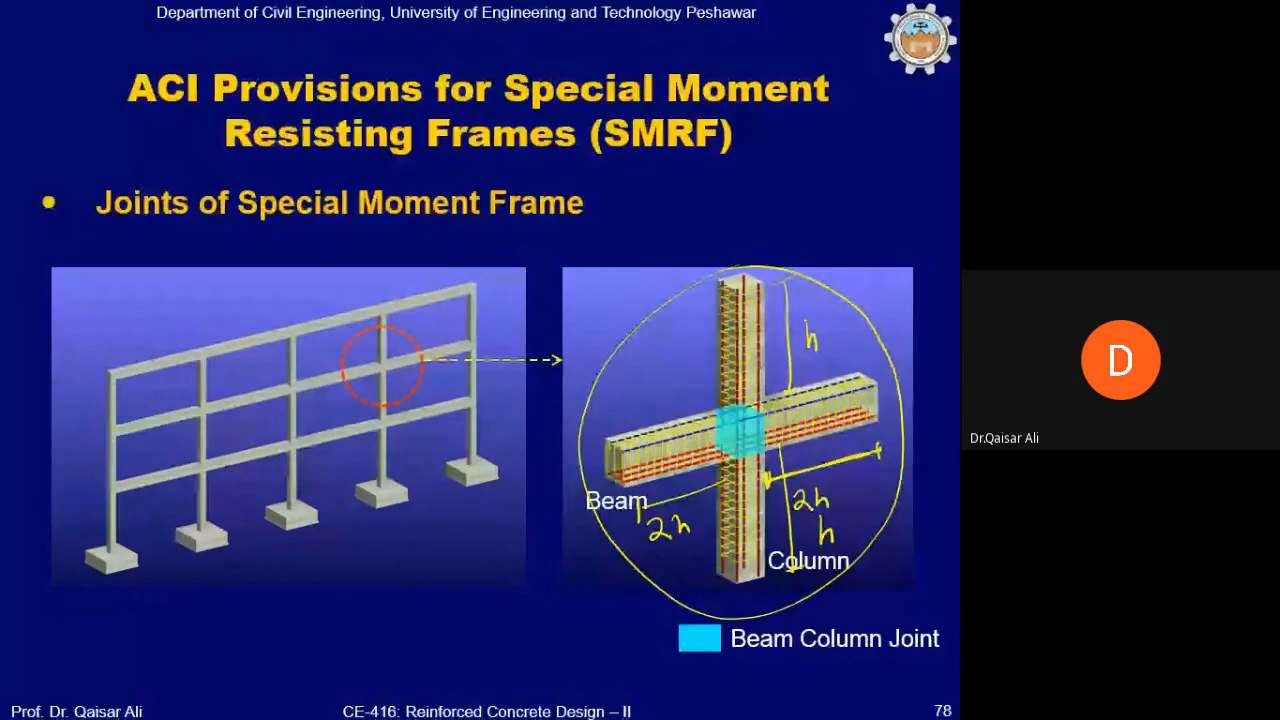 Department of Civil Engineering, University of Engineering and Technology Peshawar
ACI Provisions for Special Moment
Resisting Frames (SMRF)
• Joints of Special Moment Frame
h
Beam
2h
2h
h
Column
Beam Column Joint
D
Dr.Qaisar Ali
Prof. Dr. Qaisar Ali
CE-416: Reinforced Concrete Design – II
78